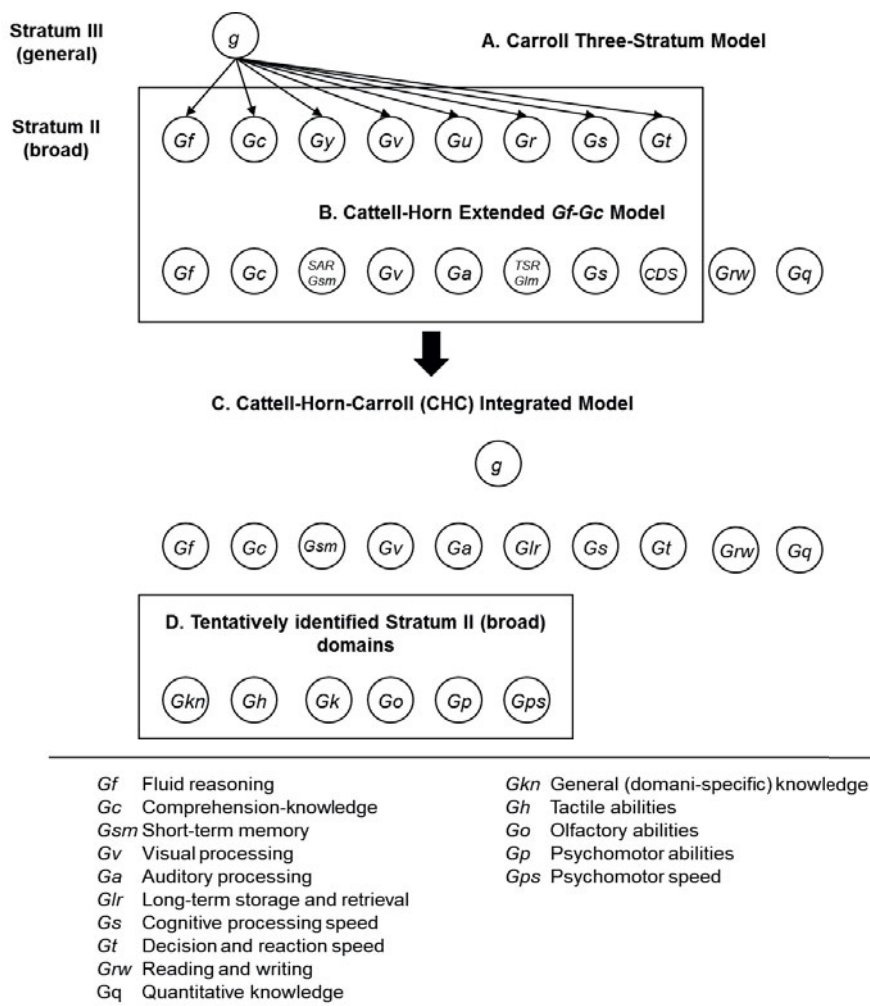 Stratum III
(general)
g
A. Carroll Three-Stratum Model
Stratum II
(broad)
Gf Gc Gy Gv Gu Gr Gs Gt
B. Cattell-Horn Extended Gf-Gc Model
Gf Gc SAR Gsm Gv Ga TSR Glm Gs CDS Grw Gq
C. Cattell-Horn-Carroll (CHC) Integrated Model
g
Gf Gc Gsm Gv Ga Glr Gs Gt Grw Gq
D. Tentatively identified Stratum II (broad)
domains
Gkn Gh Gk Go Gp Gps
Gf Fluid reasoning
Gc Comprehension-knowledge
Gsm Short-term memory
Gv Visual processing
Ga Auditory processing
Glr Long-term storage and retrieval
Gs Cognitive processing speed
Gt Decision and reaction speed
Grw Reading and writing
Gq Quantitative knowledge
Gkn General (domani-specific) knowledge
Gh Tactile abilities
Go Olfactory abilities
Gp Psychomotor abilities
Gps Psychomotor speed